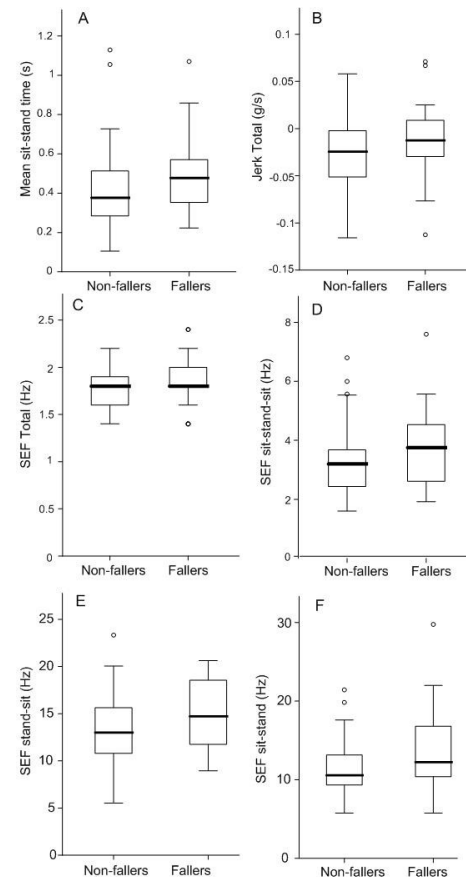 A
Mean sit-stand time (s)
1.2
1
0.8
0.6
0.4
0.2
0
Non-fallers Fallers
B
Jerk Total (g/s)
0.1
0.05
0
-0.05
-0.1
-0.15
Non-fallers Fallers
C
SEF Total (Hz)
2.5
2
1.5
1
0.5
0
Non-fallers Fallers
D
SEF sit-stand-sit (Hz)
8
6
4
2
0
Non-fallers Fallers
E
SEF stand-sit (Hz)
25
20
15
10
5
0
Non-fallers Fallers
F
SEF sit-stand (Hz)
30
20
10
0
Non-fallers Fallers